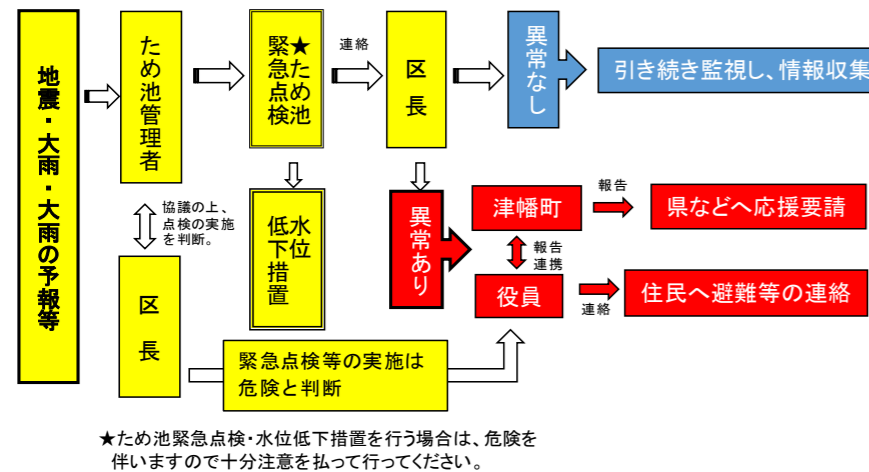 地震・大雨・大雨の予報等
ため池管理者
★ため池
緊急点検
連絡
区長
異常なし
引き続き監視し、情報収集
協議の上、
点検の実施
を判断。
区長
水位
低下措置
異常あり
津幡町
報告
県などへ応援要請
報告
連携
役員
連絡
住民へ避難等の連絡
緊急点検等の実施は
危険と判断
★ため池緊急点検・水位低下措置を行う場合は、危険を
伴いますので十分注意を払って行ってください。